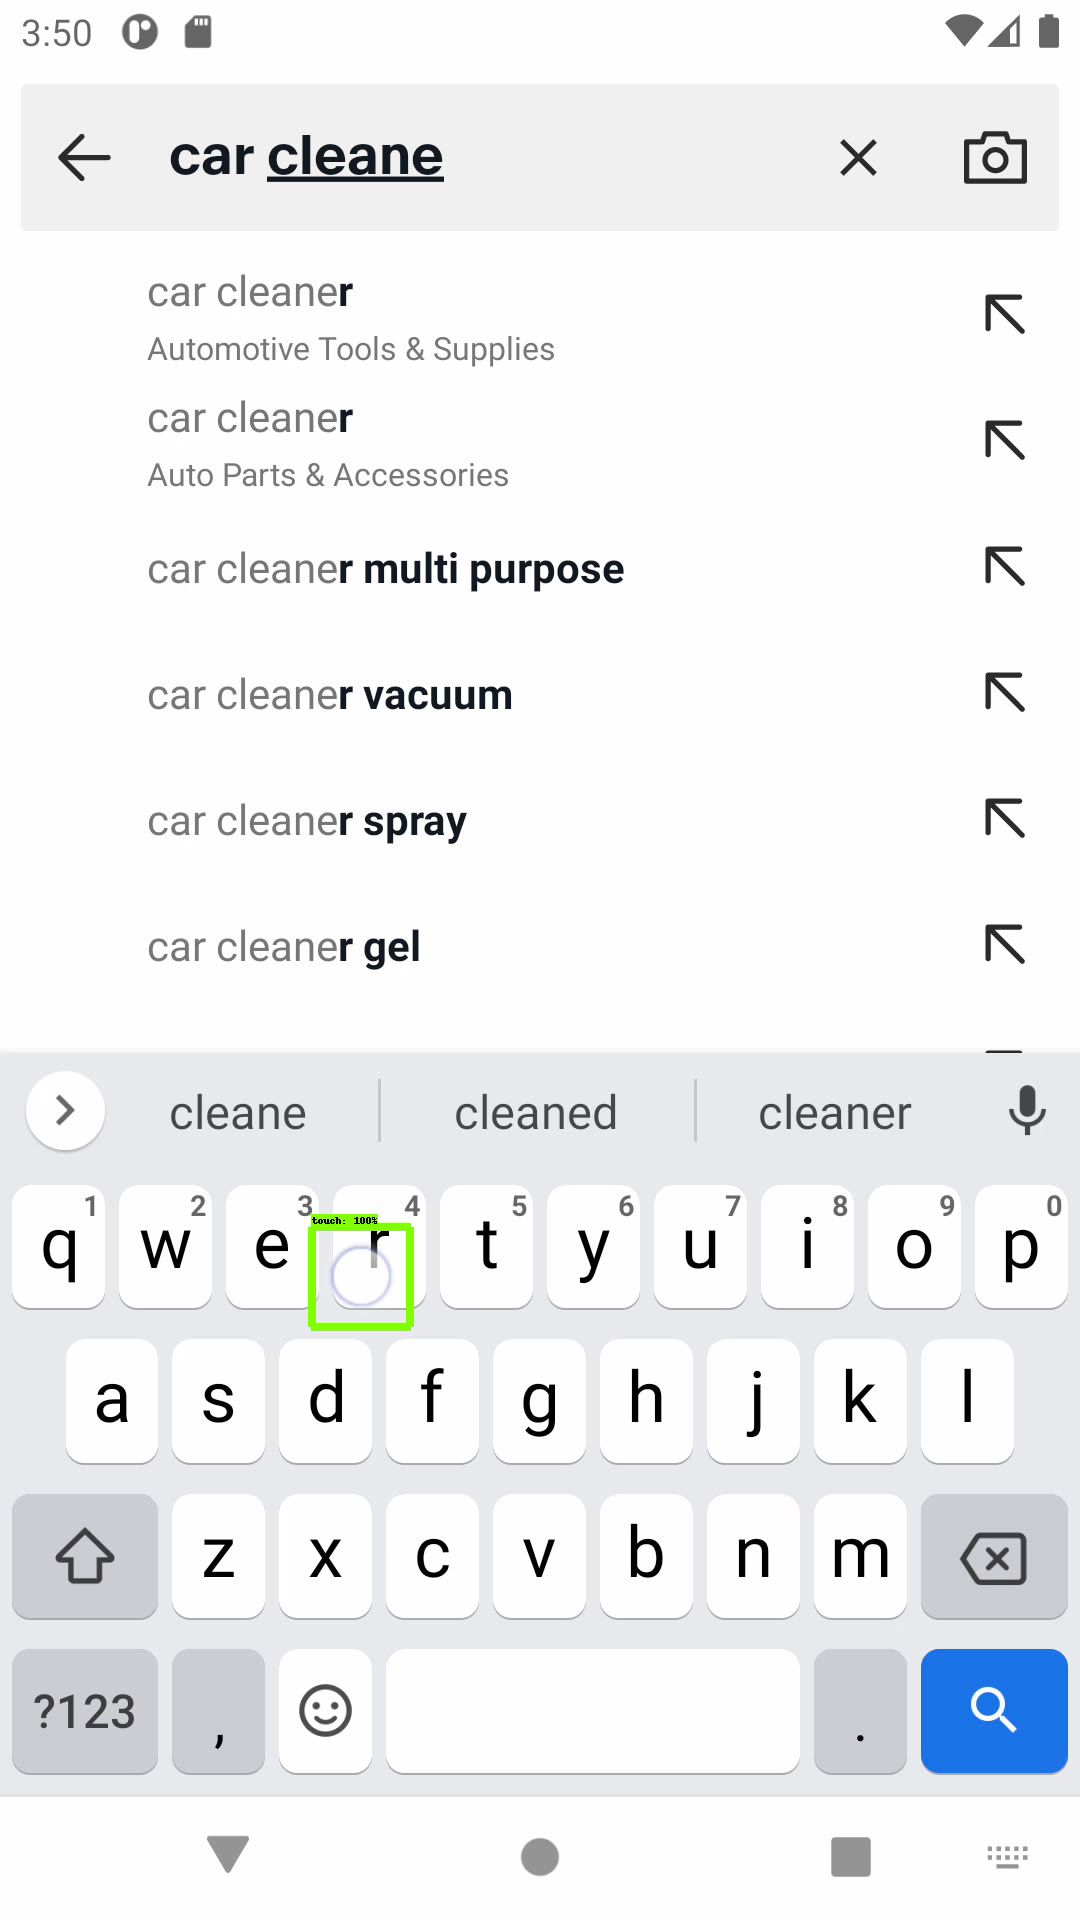 3:50
car cleane
car cleaner
Automotive Tools & Supplies
car cleaner
Auto Parts & Accessories
car cleaner multi purpose
car cleaner vacuum
car cleaner spray
car cleaner gel
cleane cleaned cleaner
1 2 3 4 5 6 7 8 9 0
touch: 100%
q w e r t y u i o p
a s d f g h j k l
z x c v b n m
?123 , .